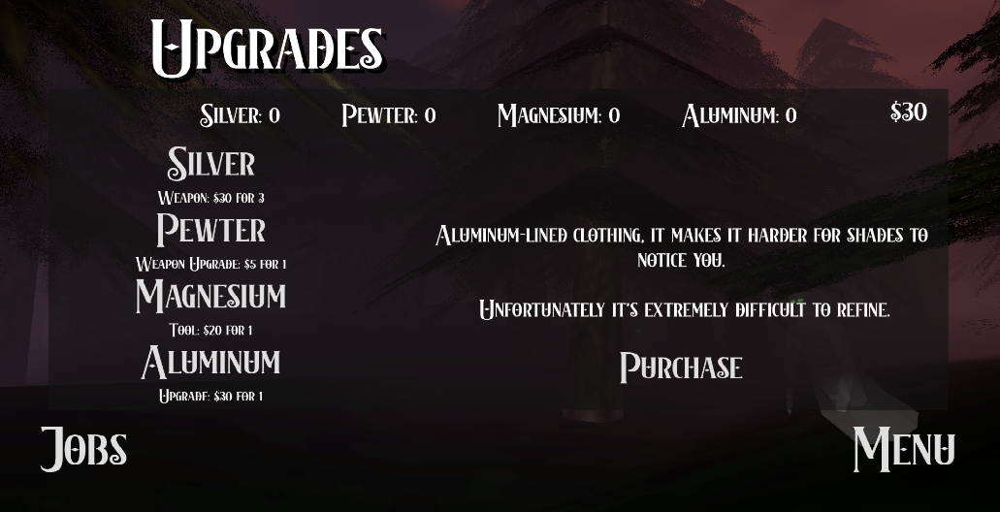 Upgrades
Silver: 0 Pewter: 0 Magnesium: 0 Aluminum: 0 $30
Silver
Weapon: $30 for 3
Pewter
Weapon Upgrade: $5 for 1
Magnesium
Tool: $20 for 1
Aluminum
Upgrade: $30 for 1
Aluminum-lined clothing, it makes it harder for shades to
notice you.
Unfortunately it's extremely difficult to refine.
Purchase
Jobs
Menu